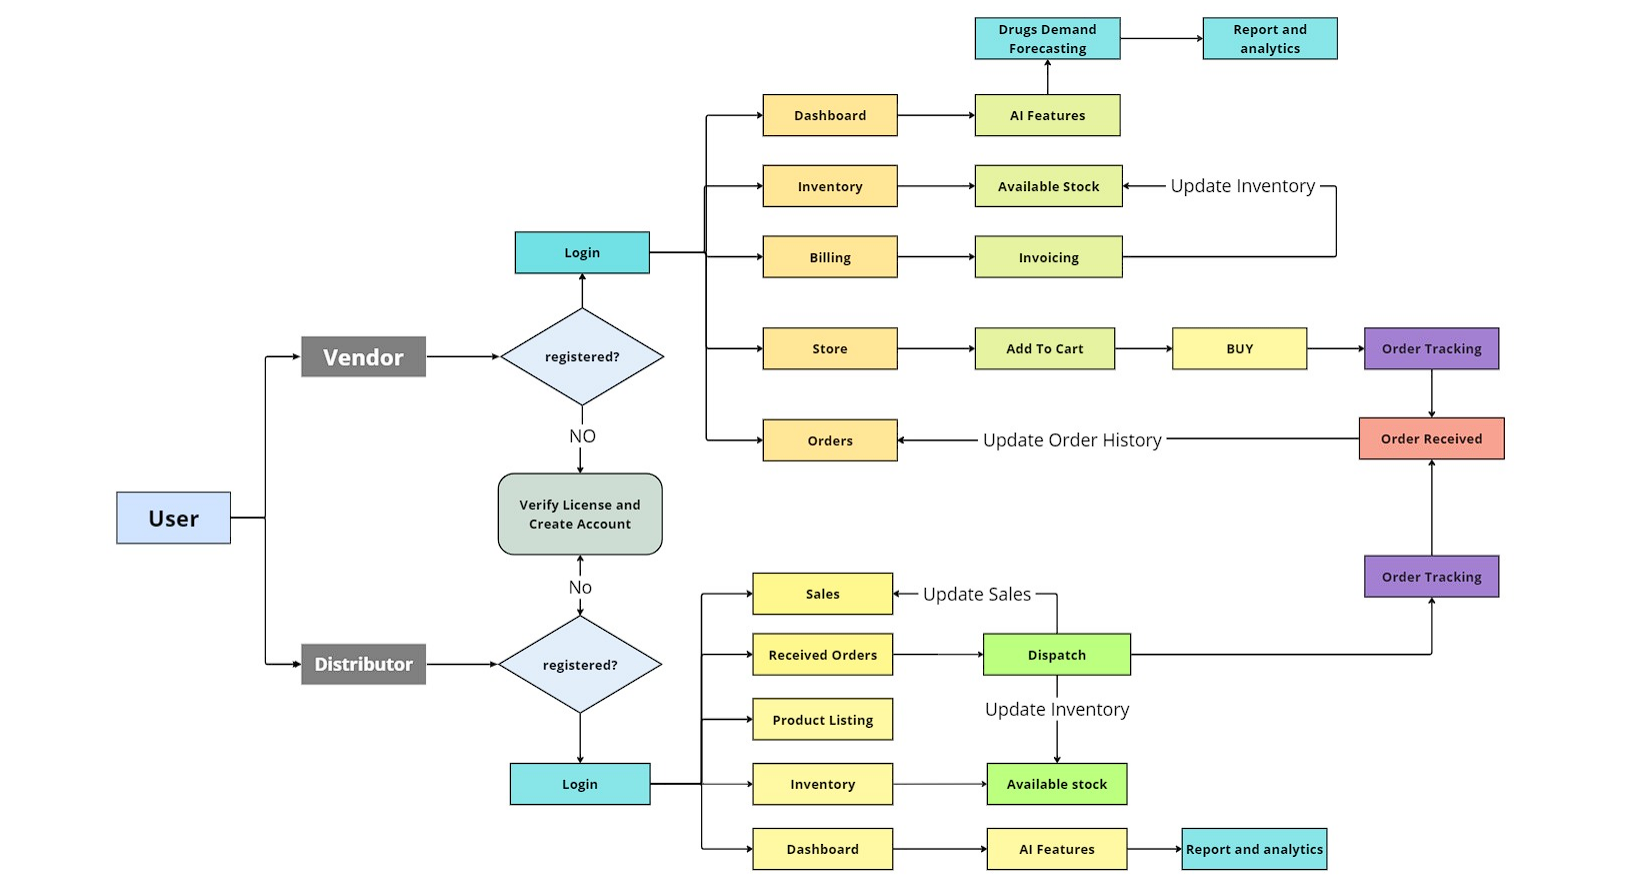 Drugs Demand
Forecasting
Report and
analytics
Dashboard
AI Features
Inventory
Available Stock
Update Inventory
Login
Billing
Invoicing
Vendor
registered?
Store
Add To Cart
BUY
Order Tracking
NO
Orders
Update Order History
Order Received
User
Verify License and
Create Account
No
Order Tracking
Sales
Update Sales
Distributor
registered?
Received Orders
Dispatch
Product Listing
Update Inventory
Login
Inventory
Available stock
Dashboard
AI Features
Report and analytics